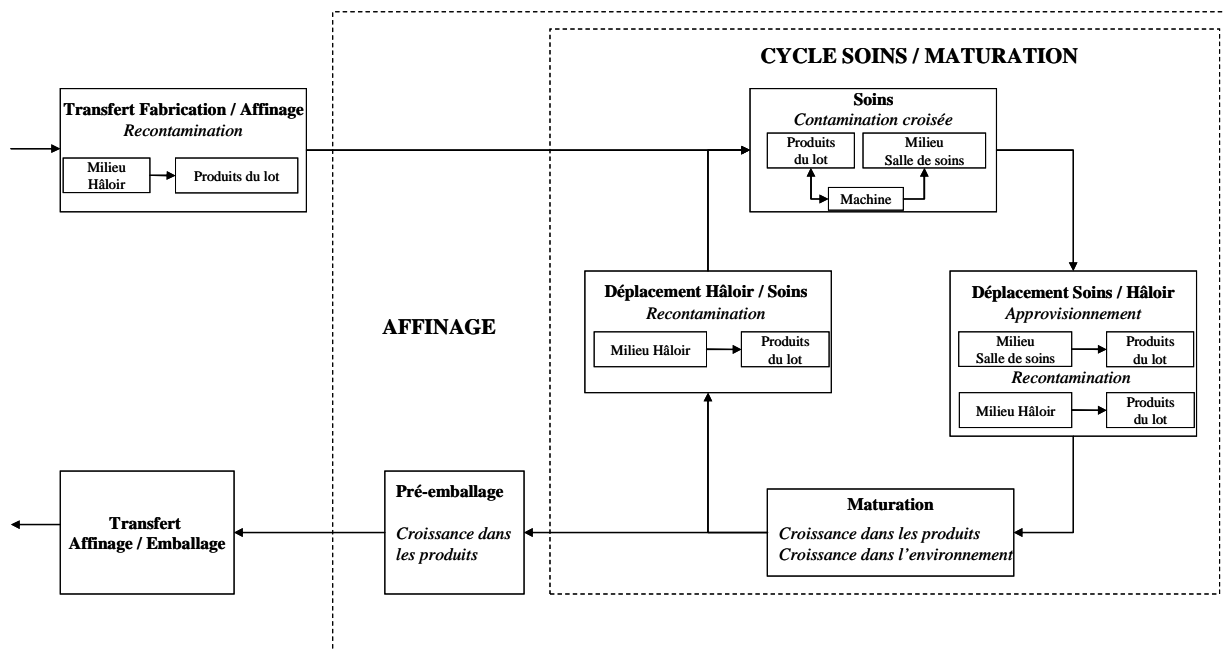 CYCLE SOINS / MATURATION
Transfert Fabrication / Affinage
Recontamination
Milieu
Hâloir
Produits du lot
Soins
Contamination croisée
Produits
du lot
Milieu
Salle de soins
Machine
AFFINAGE
Déplacement Hâloir / Soins
Recontamination
Milieu Hâloir
Produits
du lot
Déplacement Soins / Hâloir
Approvisionnement
Milieu
Salle de soins
Produits
du lot
Recontamination
Milieu Hâloir
Produits
du lot
Transfert
Affinage / Emballage
Pré-emballage
Croissance dans
les produits
Maturation
Croissance dans les produits
Croissance dans l’environnement